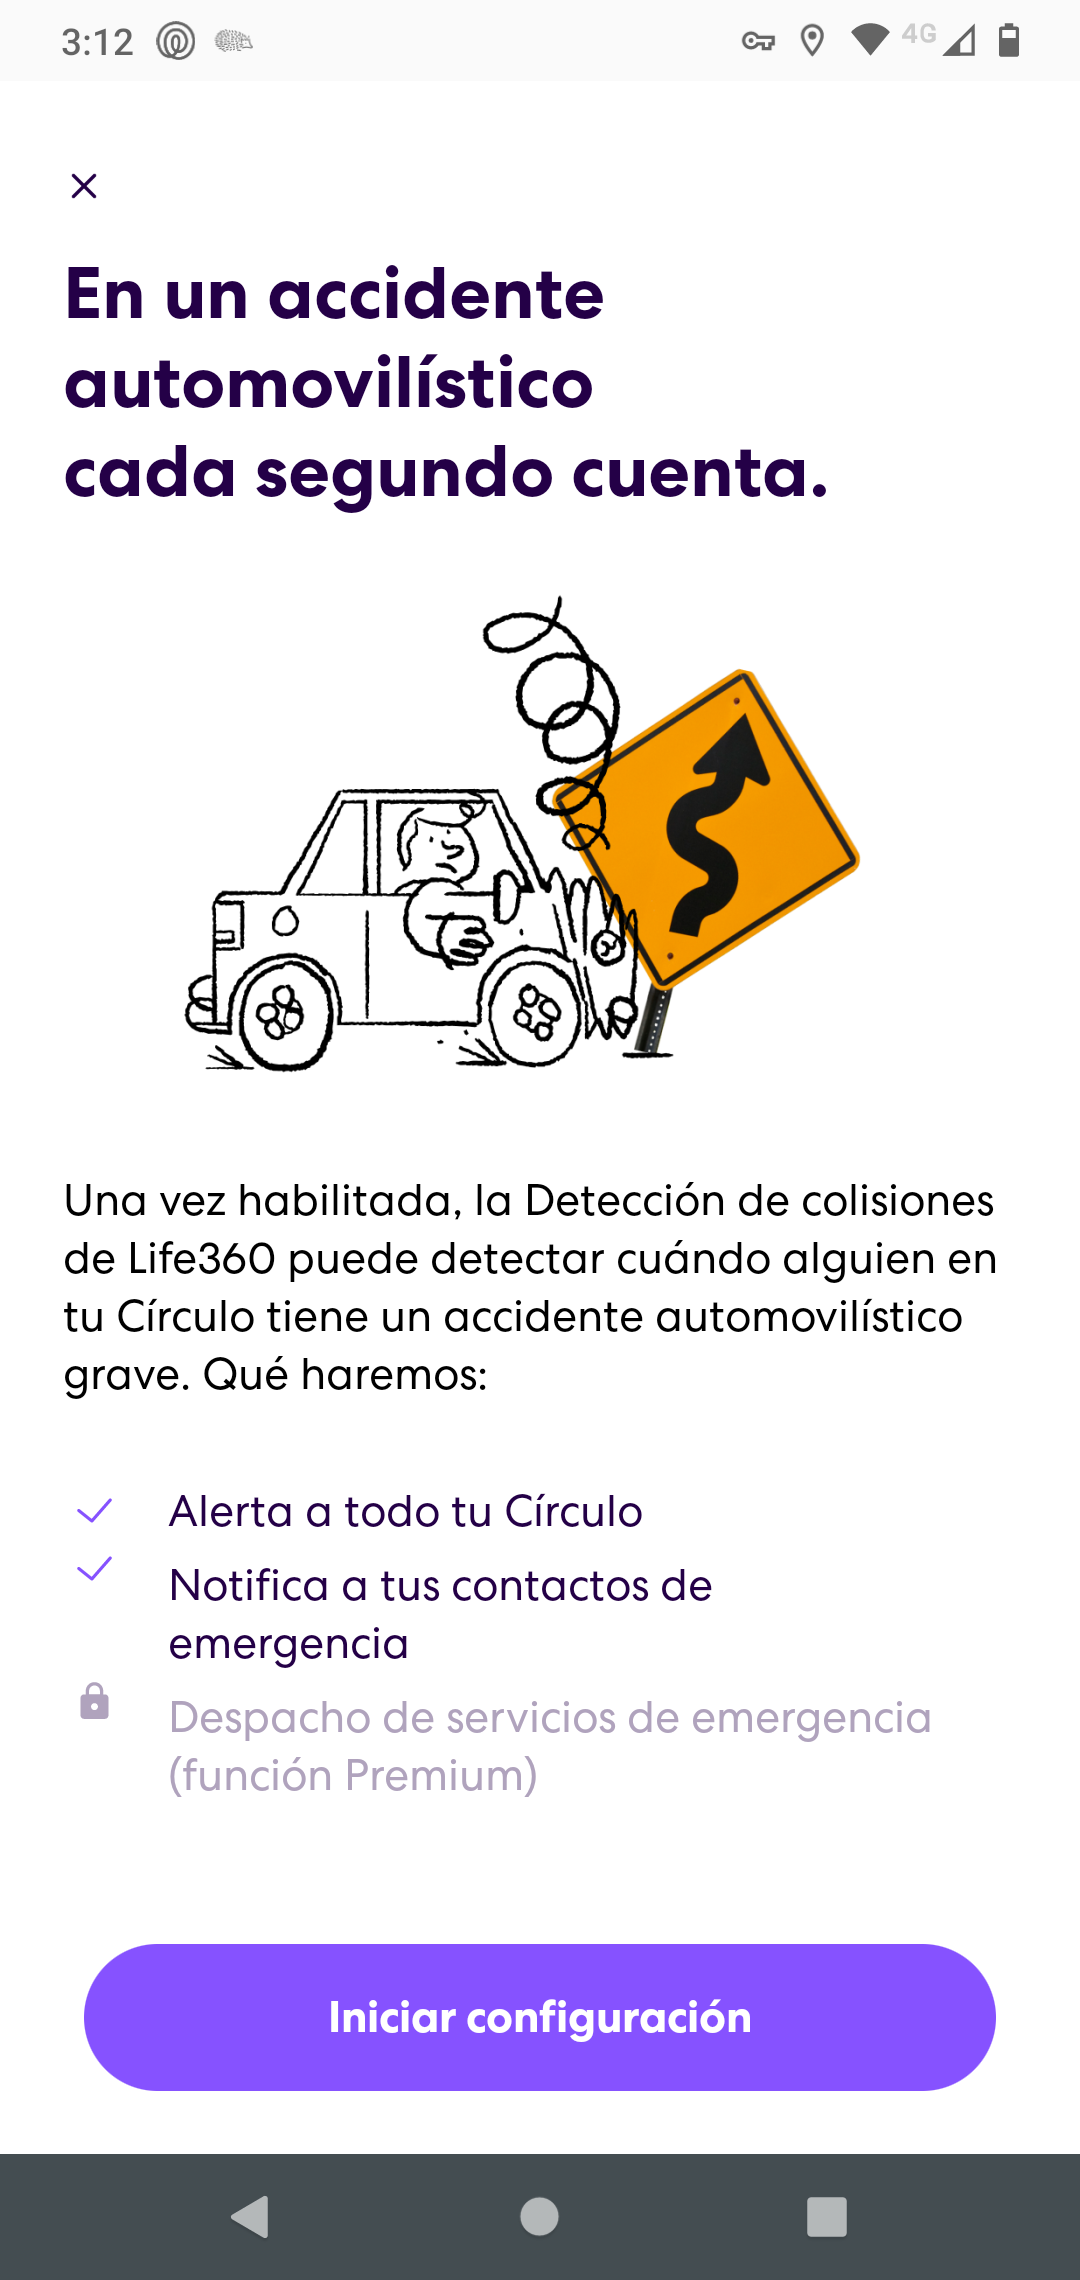 3:12
4G
En un accidente
automovilístico
cada segundo cuenta.
Una vez habilitada, la Detección de colisiones
de Life360 puede detectar cuándo alguien en
tu Círculo tiene un accidente automovilístico
grave. Qué haremos:
Alerta a todo tu Círculo
Notifica a tus contactos de
emergencia
Despacho de servicios de emergencia
(función Premium)
Iniciar configuración